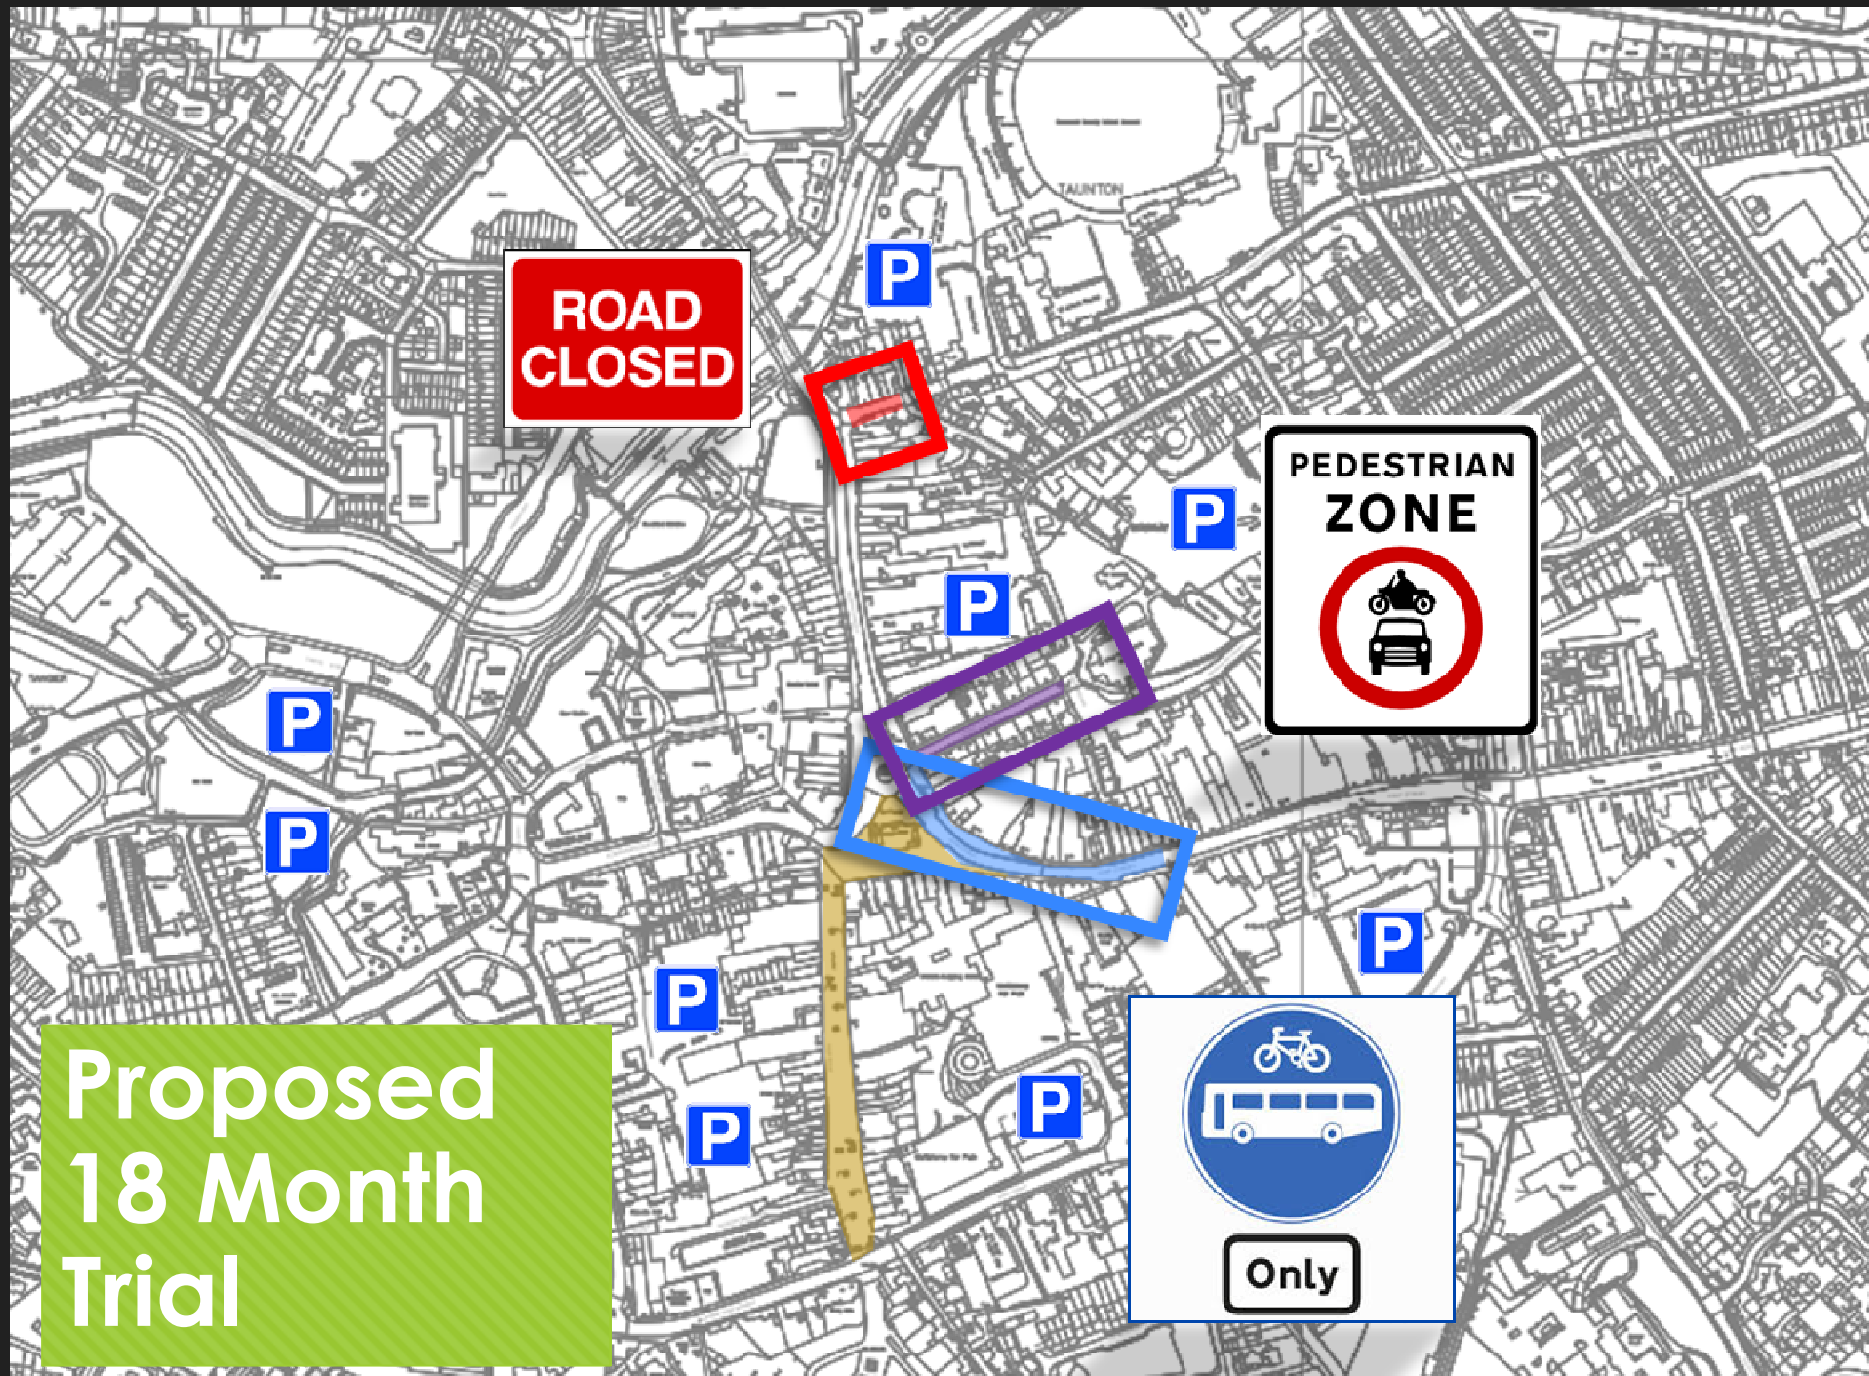 TAUNTON
P
ROAD
CLOSED
PEDESTRIAN
ZONE
P
P
P
P
P
P
P
P
Only
Proposed
18 Month
Trial